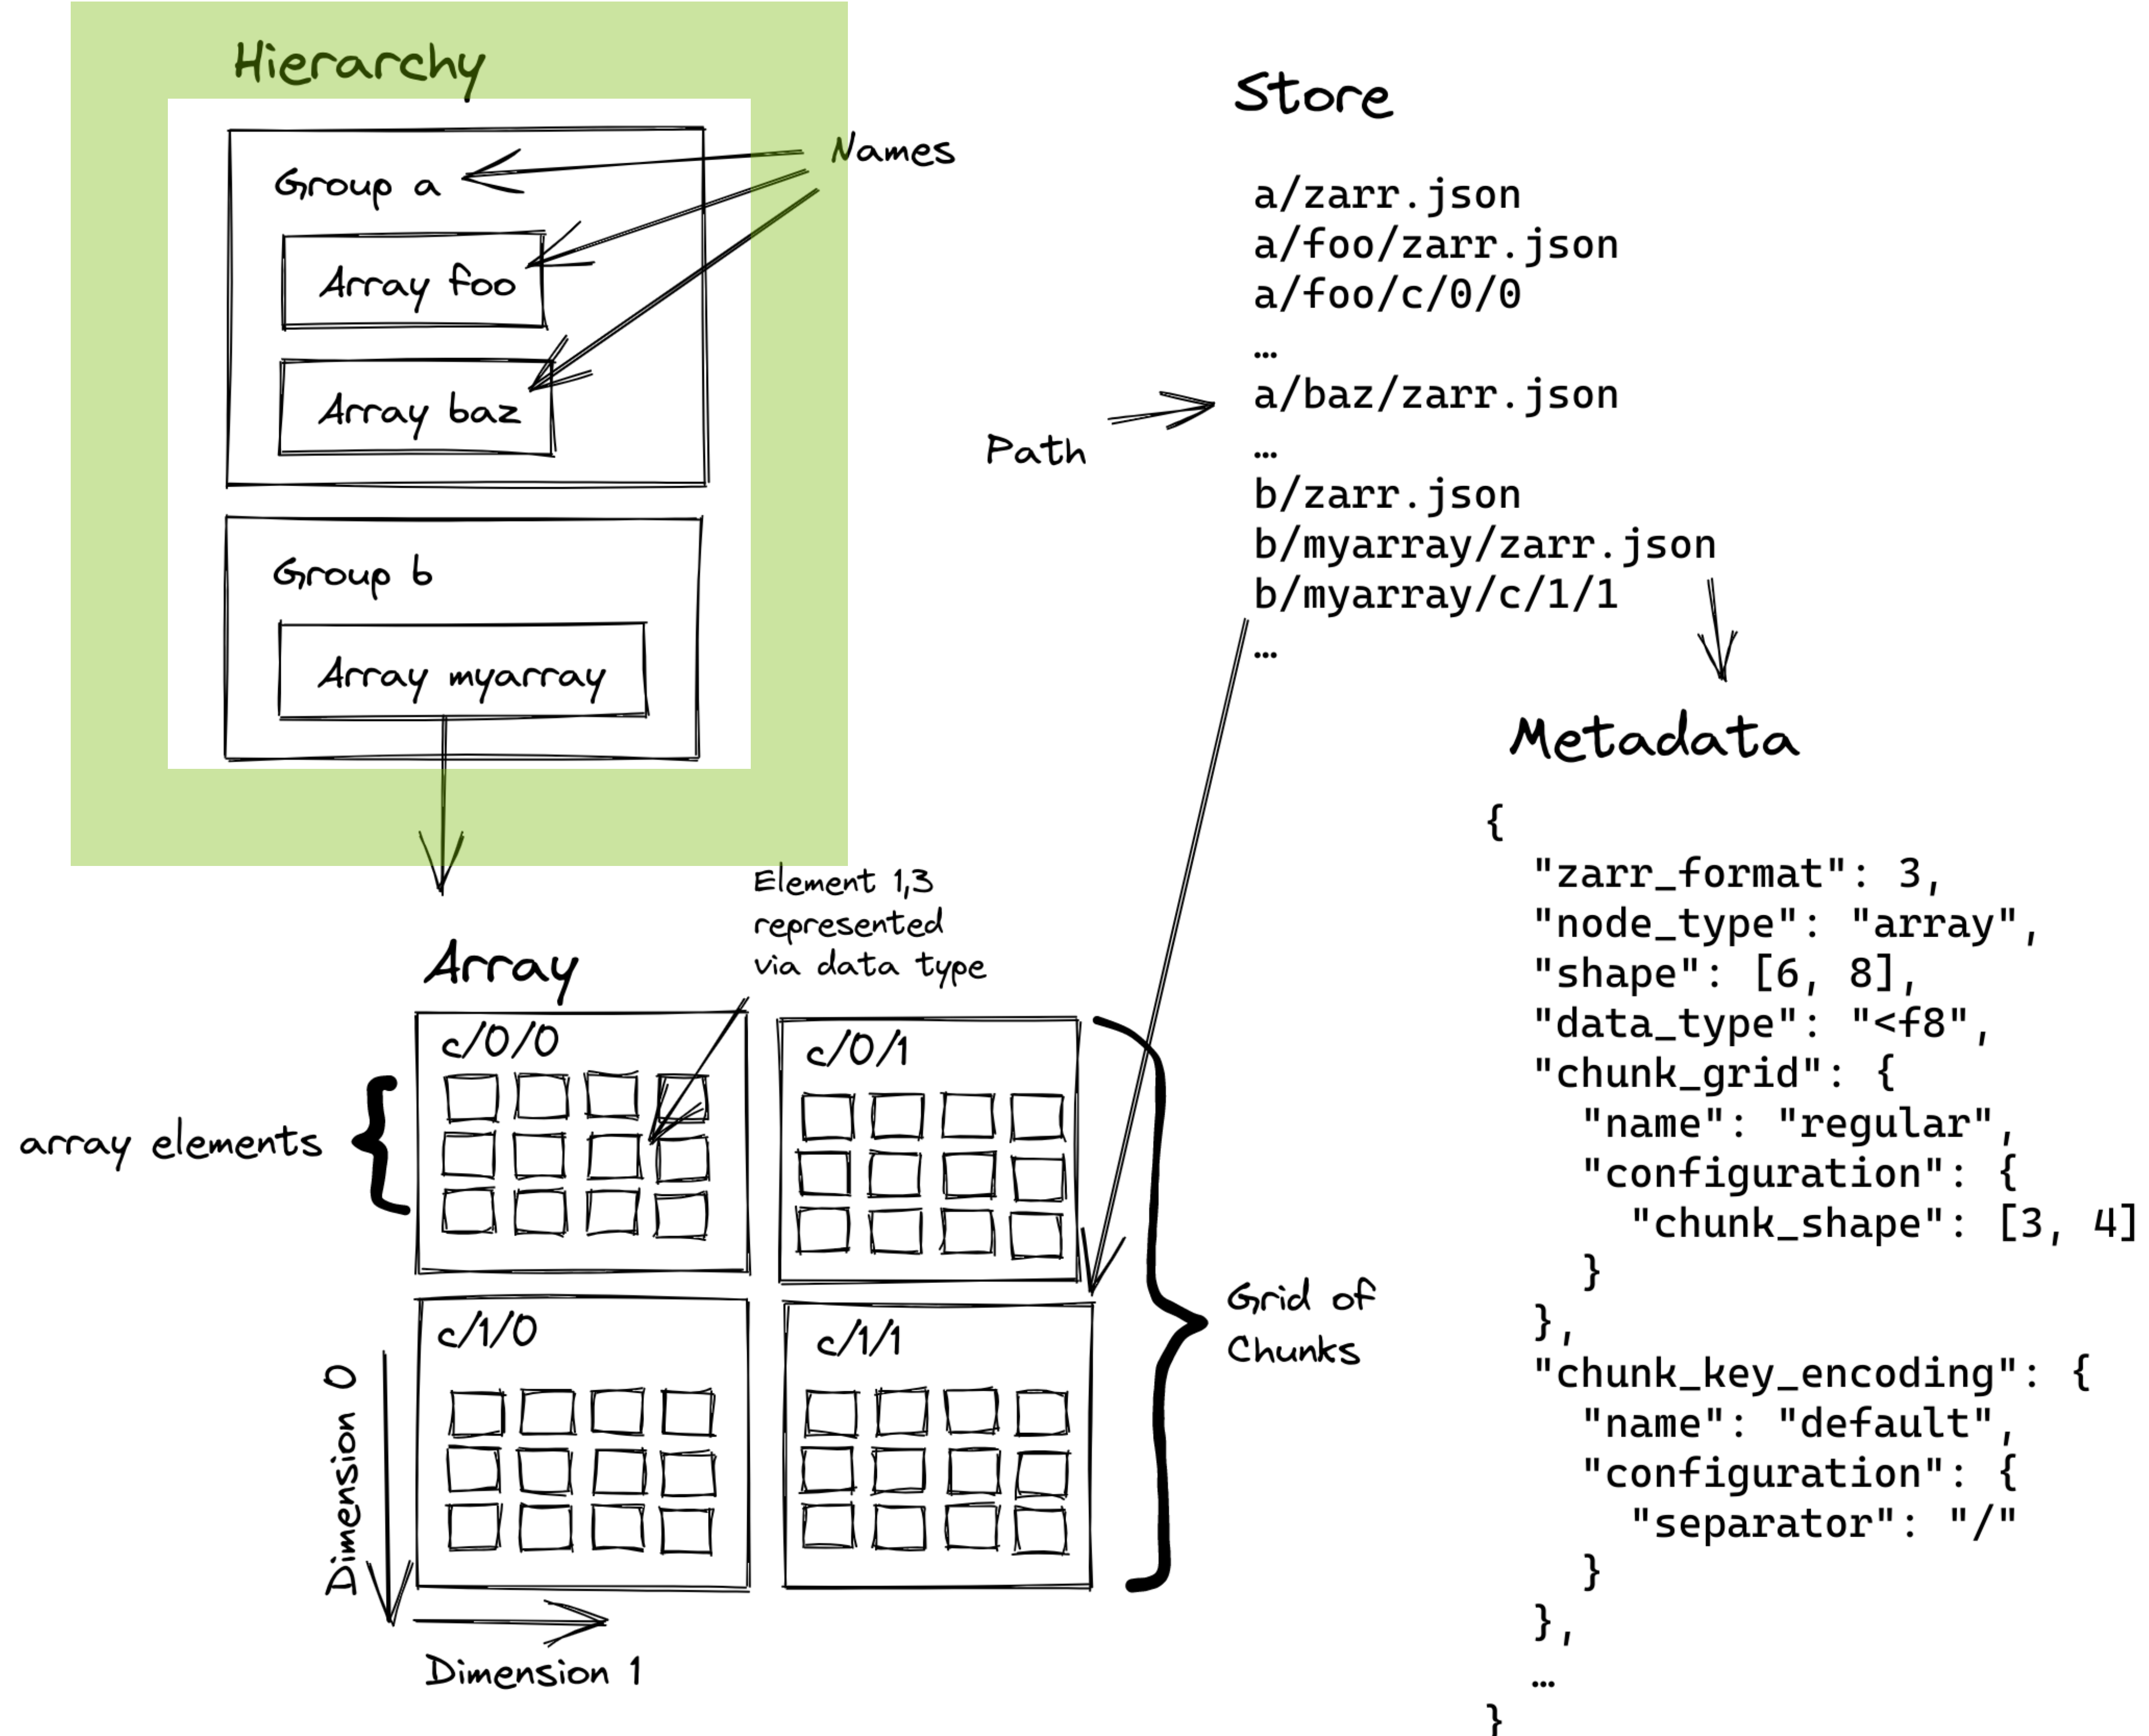 Hierarchy
Names
Group a
Array foo
Array baz
Group b
Array myarray
Store
a/zarr.json
a/foo/zarr.json
a/foo/c/0/0
…
a/baz/zarr.json
…
b/zarr.json
b/myarray/zarr.json
b/myarray/c/1/1
…
Path
Metadata
{
"zarr_format": 3,
"node_type": "array",
"shape": [6, 8],
"data_type": "<f8",
"chunk_grid": {
"name": "regular",
"configuration": {
"chunk_shape": [3, 4]
}
},
"chunk_key_encoding": {
"name": "default",
"configuration": {
"separator": "/"
}
},
…
}
Element 1,3
represented
via data type
Array
c/0/0
c/0/1
array elements
c/1/0
c/1/1
Grid of
Chunks
Dimension 0
Dimension 1